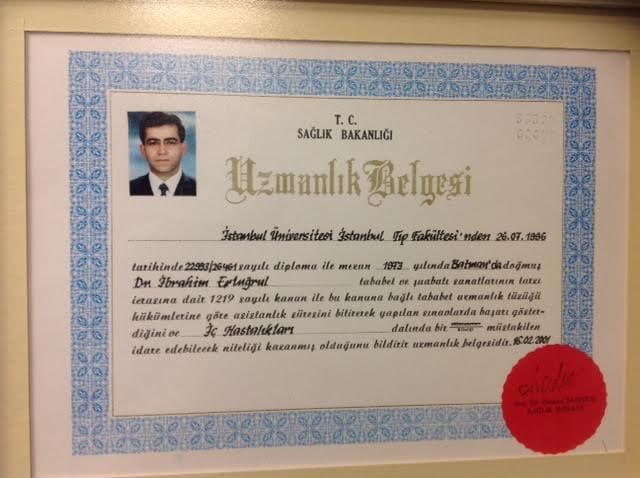 T. C.
SAĞLIK BAKANLIĞI
Uzmanlık Belgesi
İstanbul Üniversitesi İstanbul Tıp Fakültesi'nden 26.07.1996
tarihinde 22993/26461 sayılı diploma ile mezun 1973 yılında Batman'da doğmuş
Dr. İbrahim Ertuğrul tababet ve şuabatı sanatlarının tarzı
icrasına dair 1219 sayılı kanun ile bu kanuna bağlı tababet uzmanlık tüzüğü
hükümlerine göre asistanlık süresini bitirerek yapılan sınavlarda başarı göster-
diğini ve İç Hastalıkları dalında bir müstakilen
idare edebilecek niteliği kazanmış olduğunu bildirir uzmanlık belgesidir. 16.02.2001
SAĞLIK BAKANI